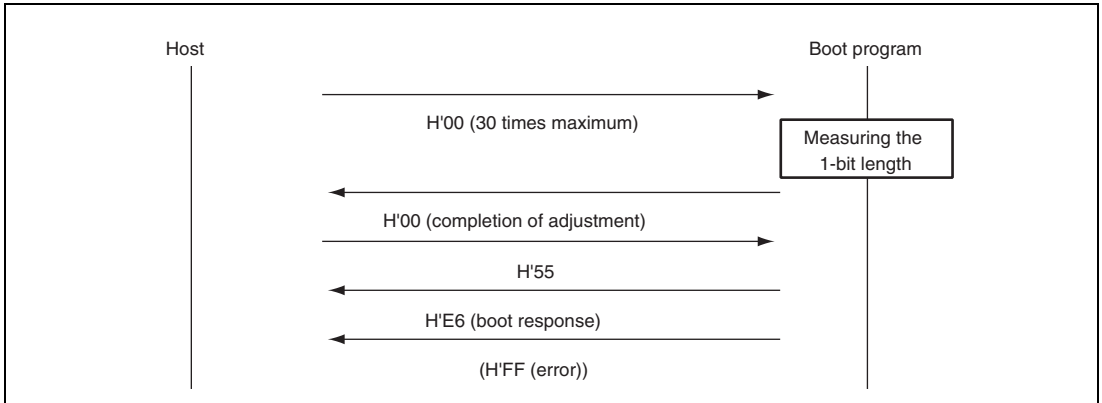 Host
Boot program
H'00 (30 times maximum)
Measuring the
1-bit length
H'00 (completion of adjustment)
H'55
H'E6 (boot response)
(H'FF (error))